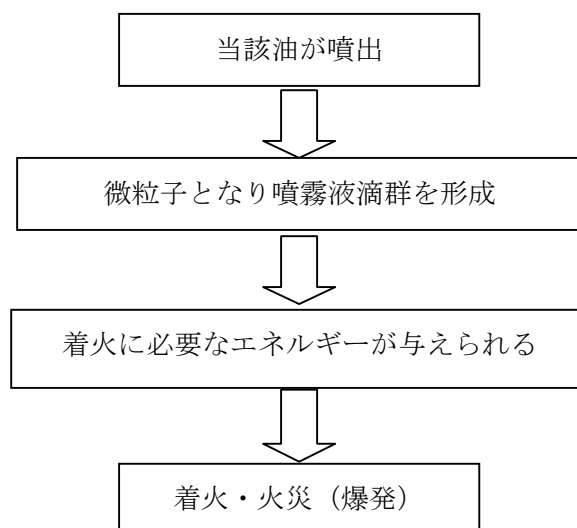 当該油が噴出
微粒子となり噴霧液滴群を形成
着火に必要なエネルギーが与えられる
着火・火災（爆発）